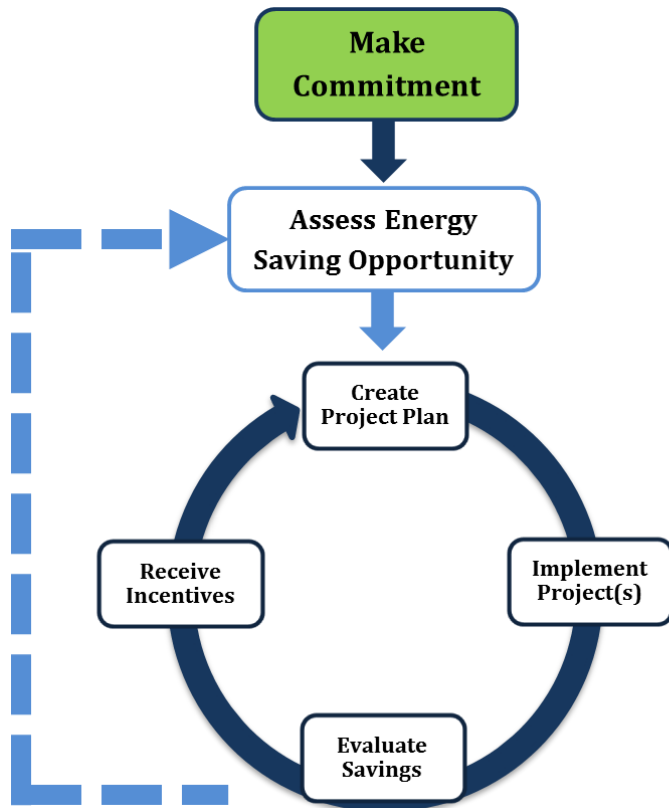 Make
Commitment
Assess Energy
Saving Opportunity
Create
Project Plan
Implement
Project(s)
Evaluate
Savings
Receive
Incentives